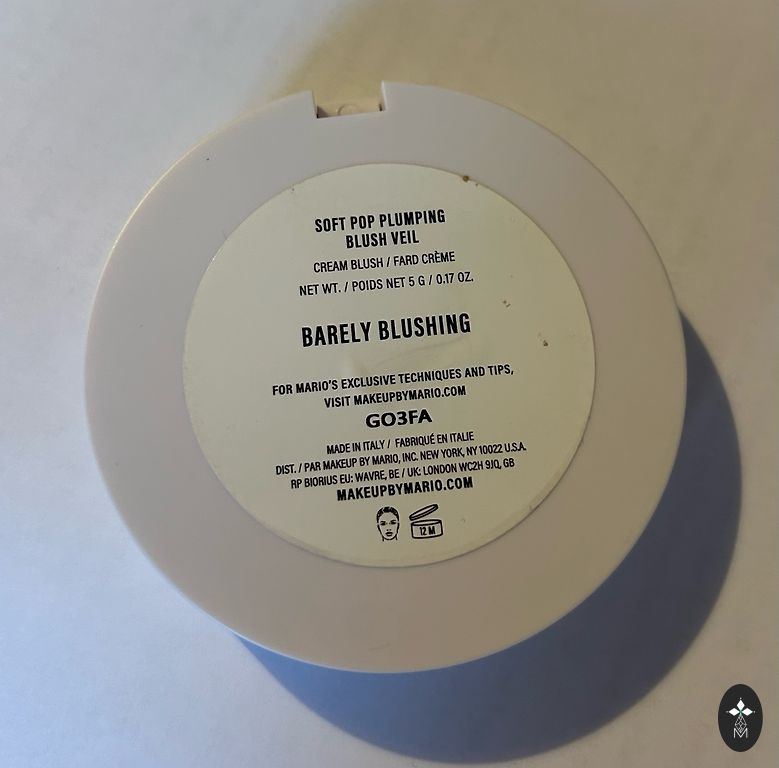 SOFT POP PLUMPING
BLUSH VEIL
CREAM BLUSH / FARD CRÈME
NET WT. / POIDS NET 5 G / 0.17 OZ.
BARELY BLUSHING
FOR MARIO'S EXCLUSIVE TECHNIQUES AND TIPS,
VISIT MAKEUPBYMARIO.COM
GO3FA
MADE IN ITALY / FABRIQUÉ EN ITALIE
DIST. / PAR MAKEUP BY MARIO, INC. NEW YORK, NY 10022 U.S.A.
RP BIORIUS EU: WAVRE, BE / UK: LONDON WC2H 9JQ, GB
MAKEUPBYMARIO.COM
12 M
M